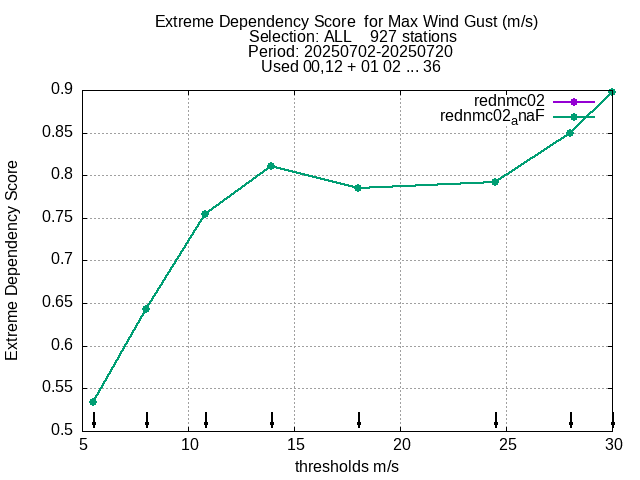 Extreme Dependency Score  for Max Wind Gust (m/s)
Selection: ALL    927 stations
Period: 20250702-20250720
Used 00,12 + 01 02 ... 36
rednmc02
rednmc02anaF
Extreme Dependency Score
0.9
0.85
0.8
0.75
0.7
0.65
0.6
0.55
0.5
5 10 15 20 25 30
thresholds m/s